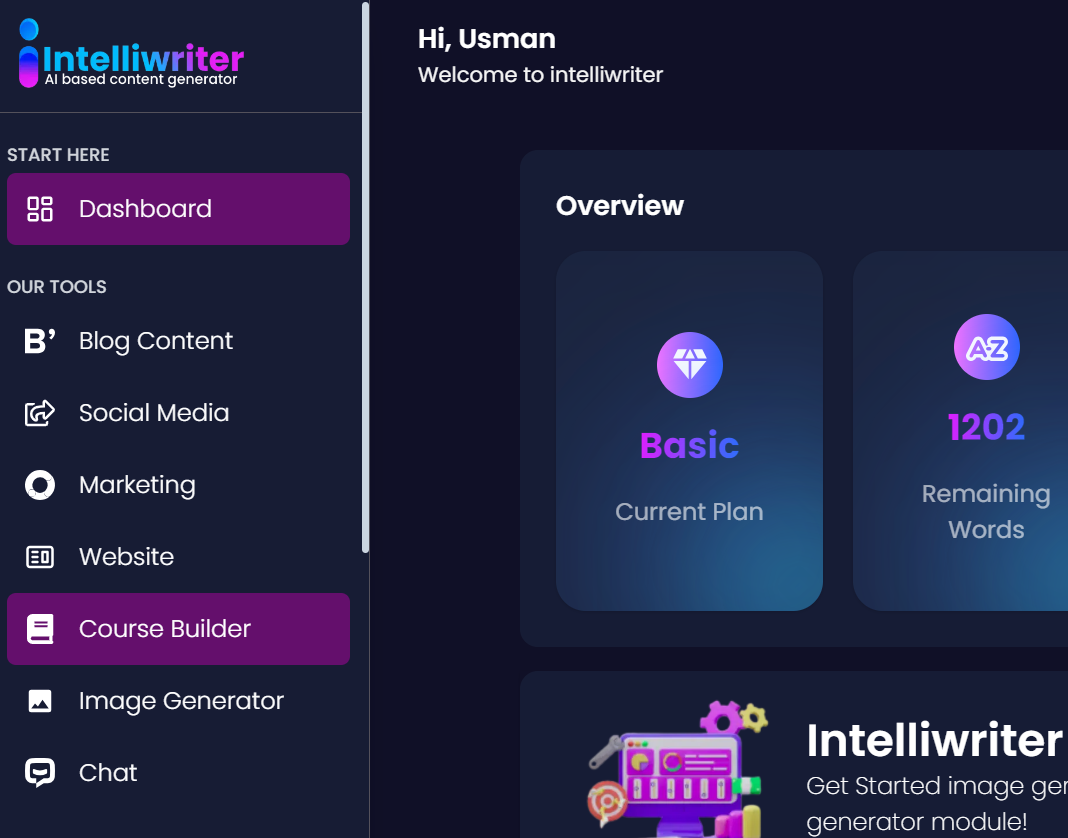 Intelliwriter
AI based content generator
START HERE
Dashboard
OUR TOOLS
B’ Blog Content
Social Media
Marketing
Website
Course Builder
Image Generator
Chat
Hi, Usman
Welcome to intelliwriter
Overview
Basic
Current Plan
AZ
1202
Remaining
Words
Intelliwriter
Get Started image ger
generator module!